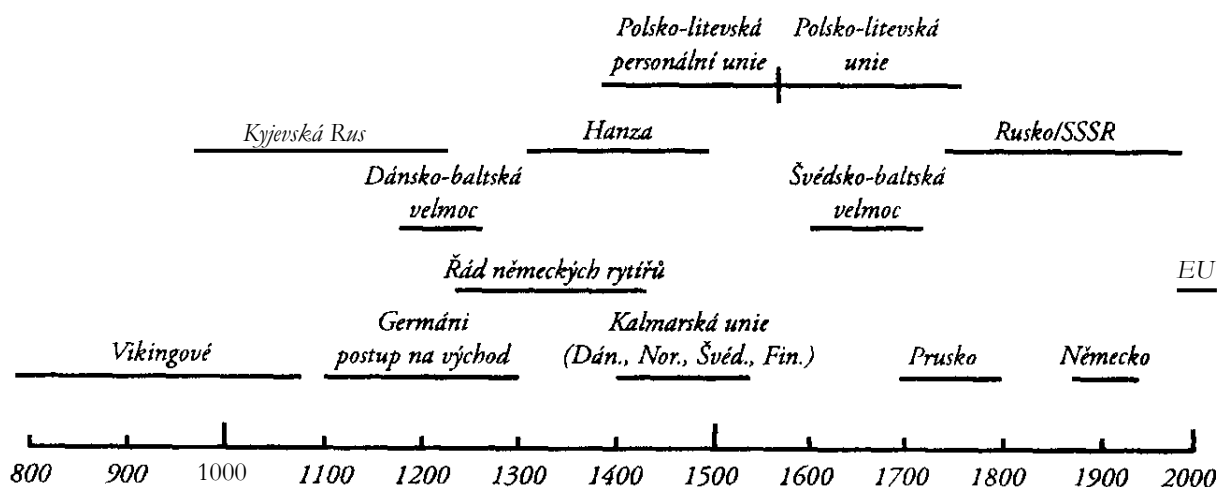 Polsko-litevská
personální unie
Polsko-litevská
unie
Kyjevská Rus
Hanza
Rusko/SSSR
Dánsko-baltská
velmoc
Švédsko-baltská
velmoc
Řád německých rytířů
EU
Vikingové
Germáni
postup na východ
Kalmarská unie
(Dán., Nor., Švéd., Fin.)
Prusko
Německo
800 900 1000 1100 1200 1300 1400 1500 1600 1700 1800 1900 2000